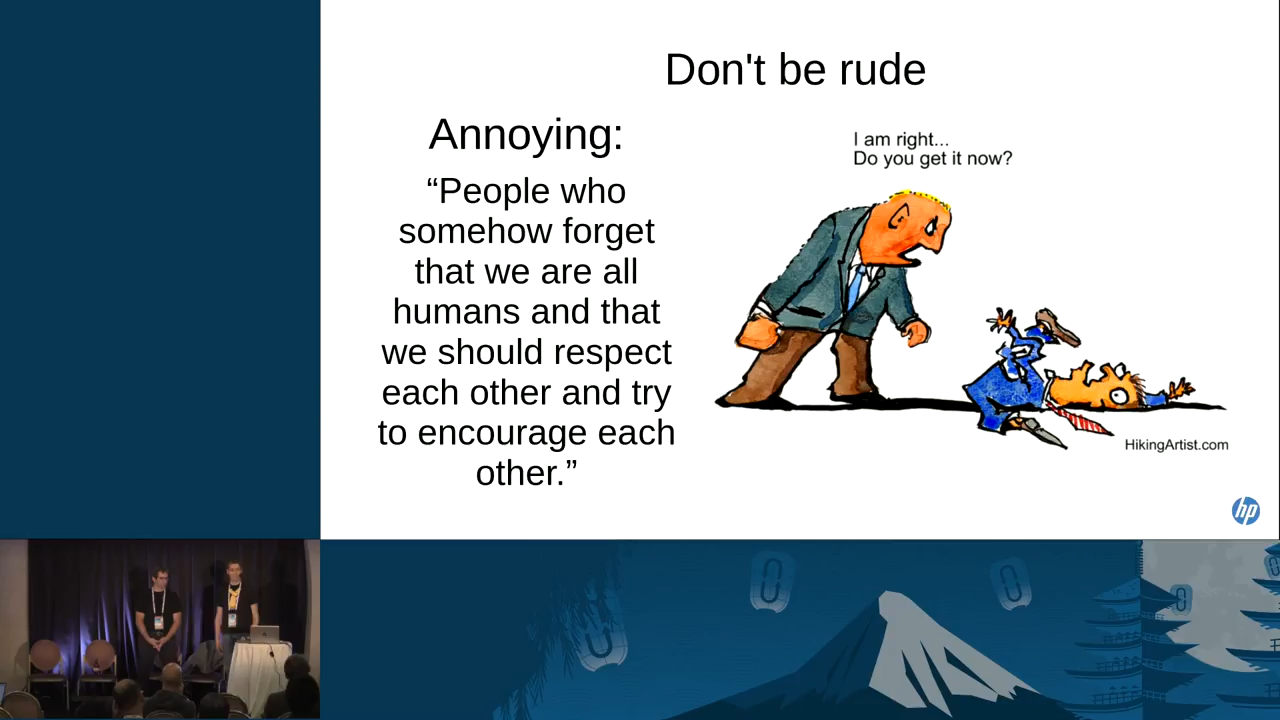 Don't be rude
Annoying:
“People who
somehow forget
that we are all
humans and that
we should respect
each other and try
to encourage each
other.”
I am right...
Do you get it now?
HikingArtist.com
hp